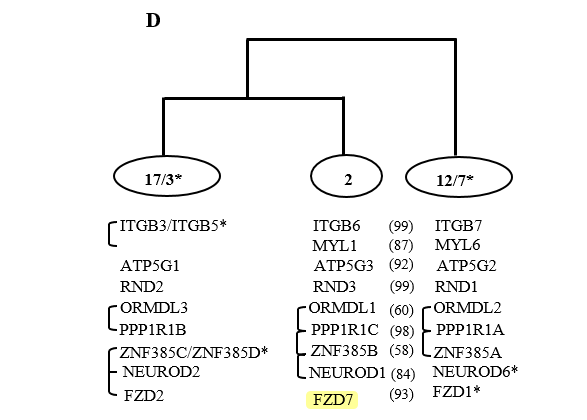 D
17/3* 2 12/7*
ITGB3/ITGB5* ITGB6 (99) ITGB7
MYL1 (87) MYL6
ATP5G1 ATP5G3 (92) ATP5G2
RND2 RND3 (99) RND1
ORMDL3 ORMDL1 (60) ORMDL2
PPP1R1B PPP1R1C (98) PPP1R1A
ZNF385C/ZNF385D* ZNF385B (58) ZNF385A
NEUROD2 NEUROD1 (84) NEUROD6*
FZD2 FZD7 (93) FZD1*